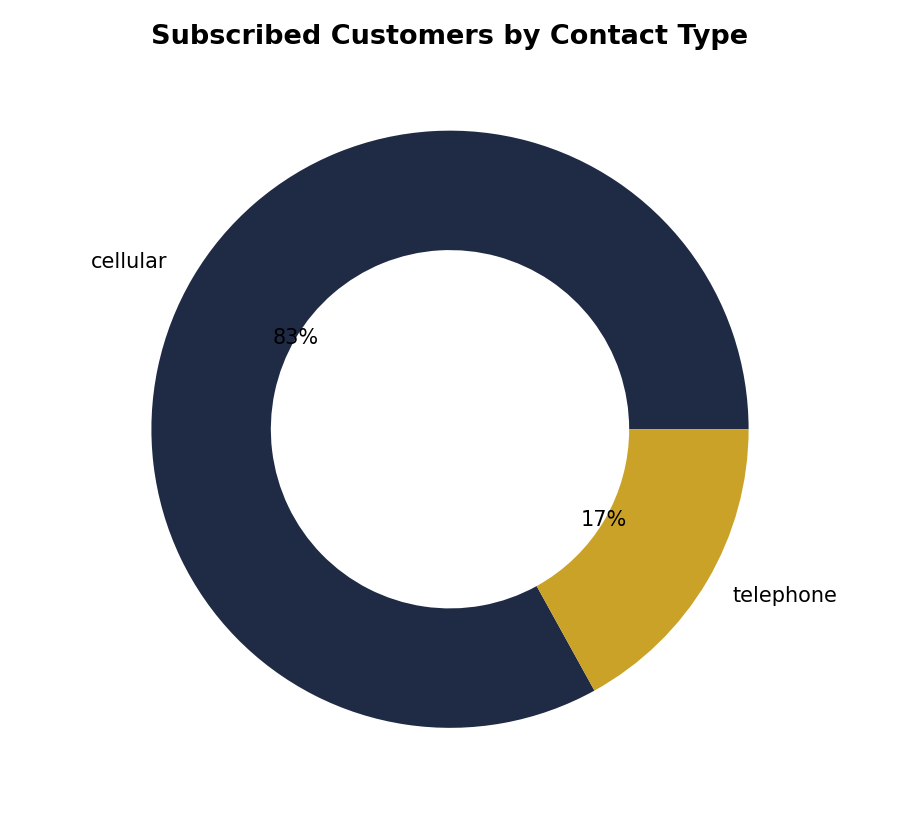 Subscribed Customers by Contact Type
cellular
83%
17%
telephone